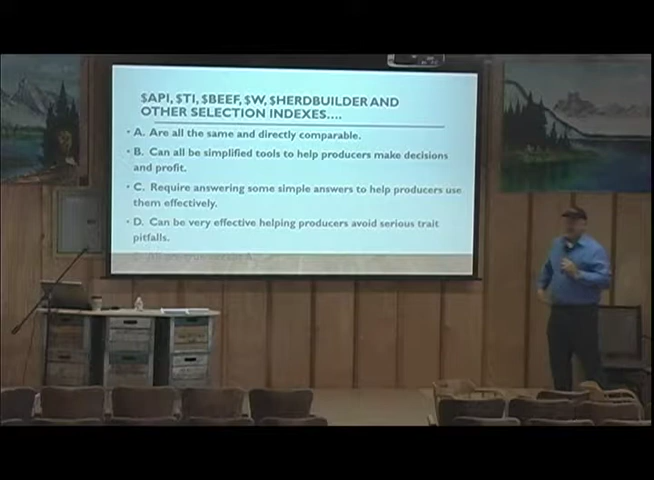 $API, $TI, $BEEF, $W, $HERDBUILDER AND
OTHER SELECTION INDEXES....
• A. Are all the same and directly comparable.
• B. Can all be simplified tools to help producers make decisions
and profit.
• C. Require answering some simple answers to help producers use
them effectively.
• D. Can be very effective helping producers avoid serious trait
pitfalls.